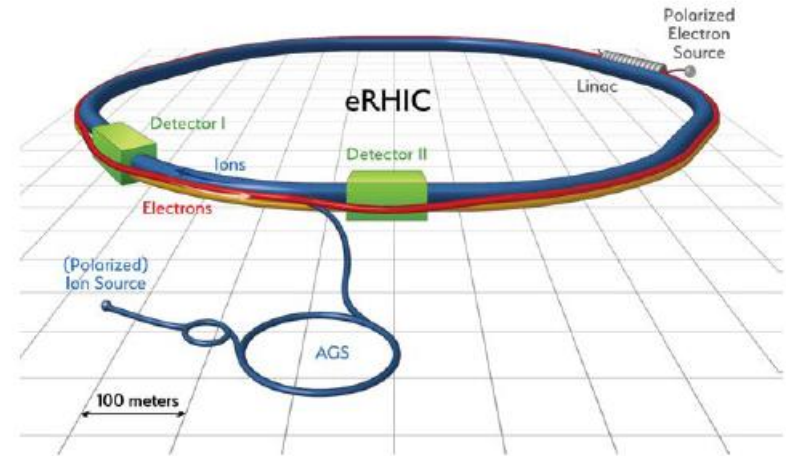 Polarized
Electron
Source
Linac
eRHIC
Detector I
Detector II
Ions
Electrons
(Polarized)
Ion Source
AGS
100 meters